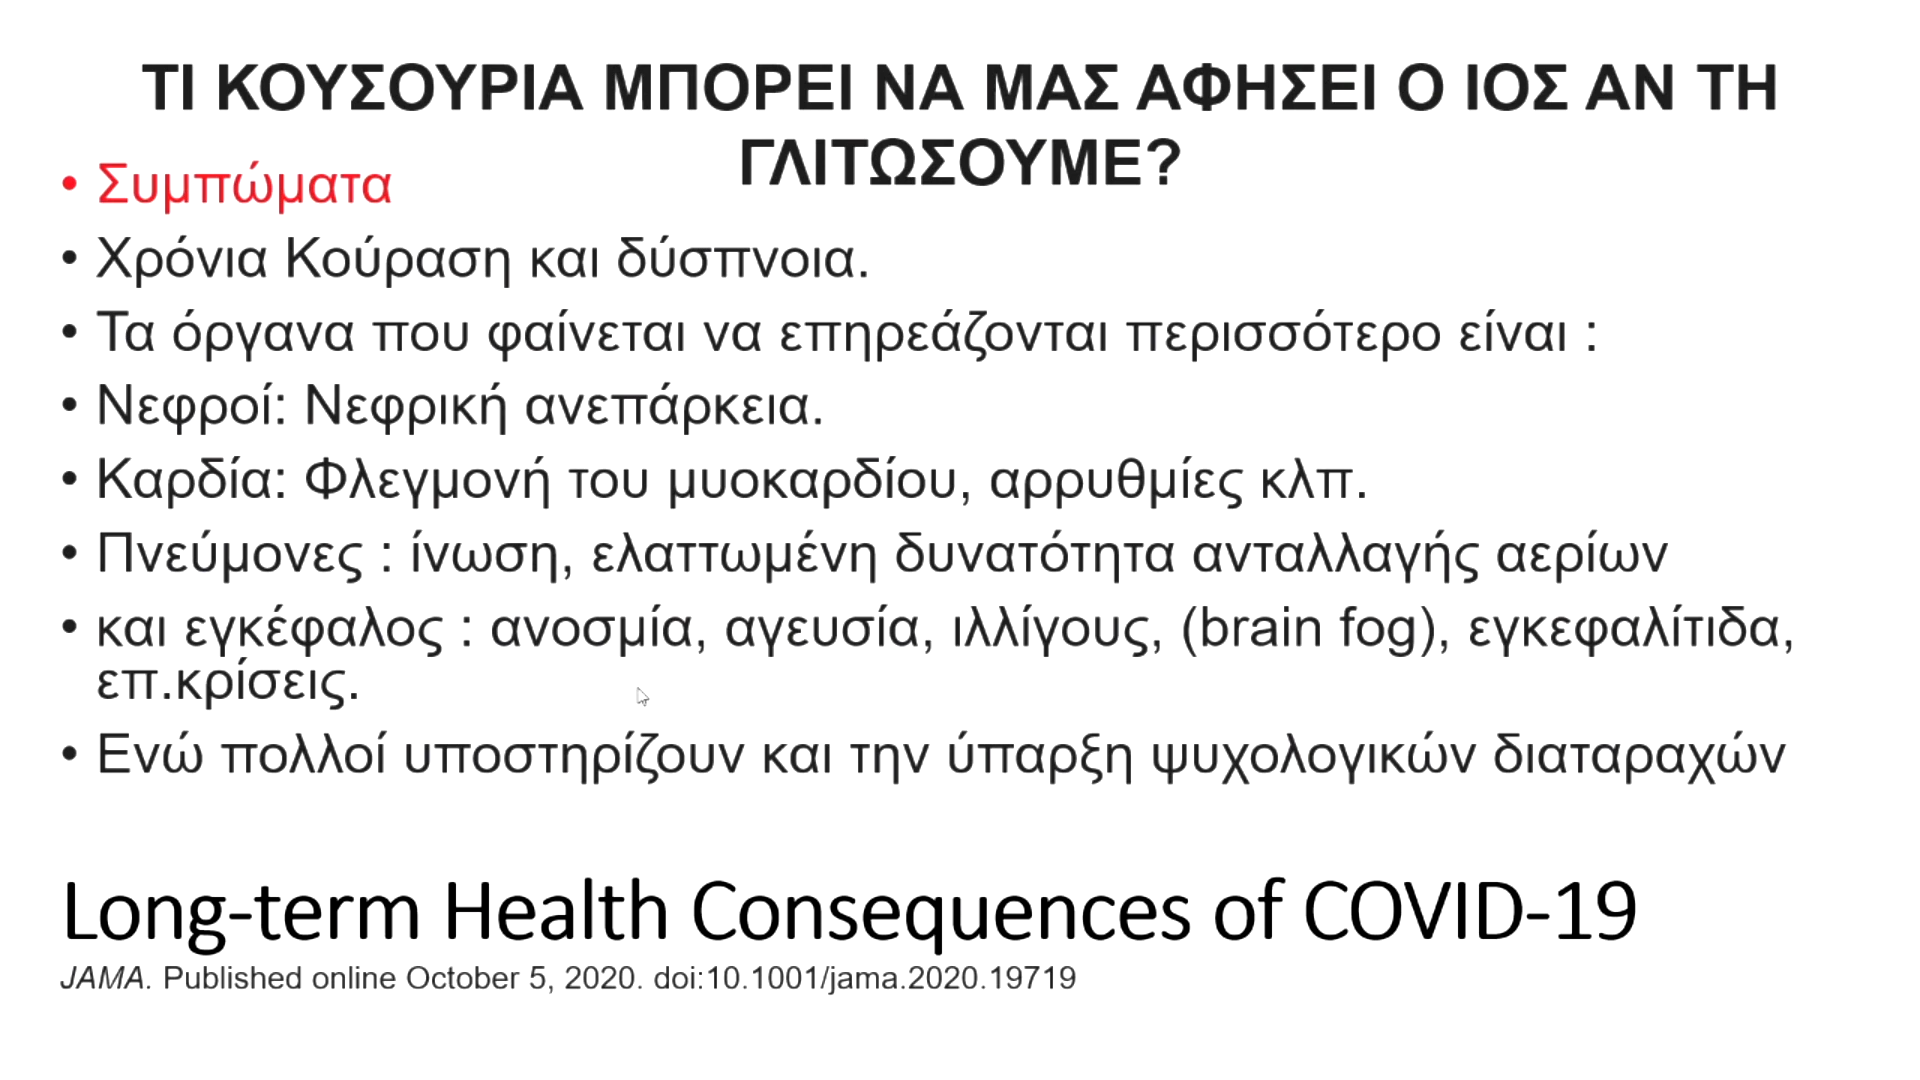 ΤΙ ΚΟΥΣΟΥΡΙΑ ΜΠΟΡΕΙ ΝΑ ΜΑΣ ΑΦΗΣΕΙ Ο ΙΟΣ ΑΝ ΤΗ
ΓΛΙΤΩΣΟΥΜΕ?
• Συμπώματα
• Χρόνια Κούραση και δύσπνοια.
• Τα όργανα που φαίνεται να επηρεάζονται περισσότερο είναι :
• Νεφροί: Νεφρική ανεπάρκεια.
• Καρδία: Φλεγμονή του μυοκαρδίου, αρρυθμίες κλπ.
• Πνεύμονες : ίνωση, ελαττωμένη δυνατότητα ανταλλαγής αερίων
• και εγκέφαλος : ανοσμία, αγευσία, ιλλίγους, (brain fog), εγκεφαλίτιδα,
επ.κρίσεις.
• Ενώ πολλοί υποστηρίζουν και την ύπαρξη ψυχολογικών διαταραχών
Long-term Health Consequences of COVID-19
JAMA. Published online October 5, 2020. doi:10.1001/jama.2020.19719